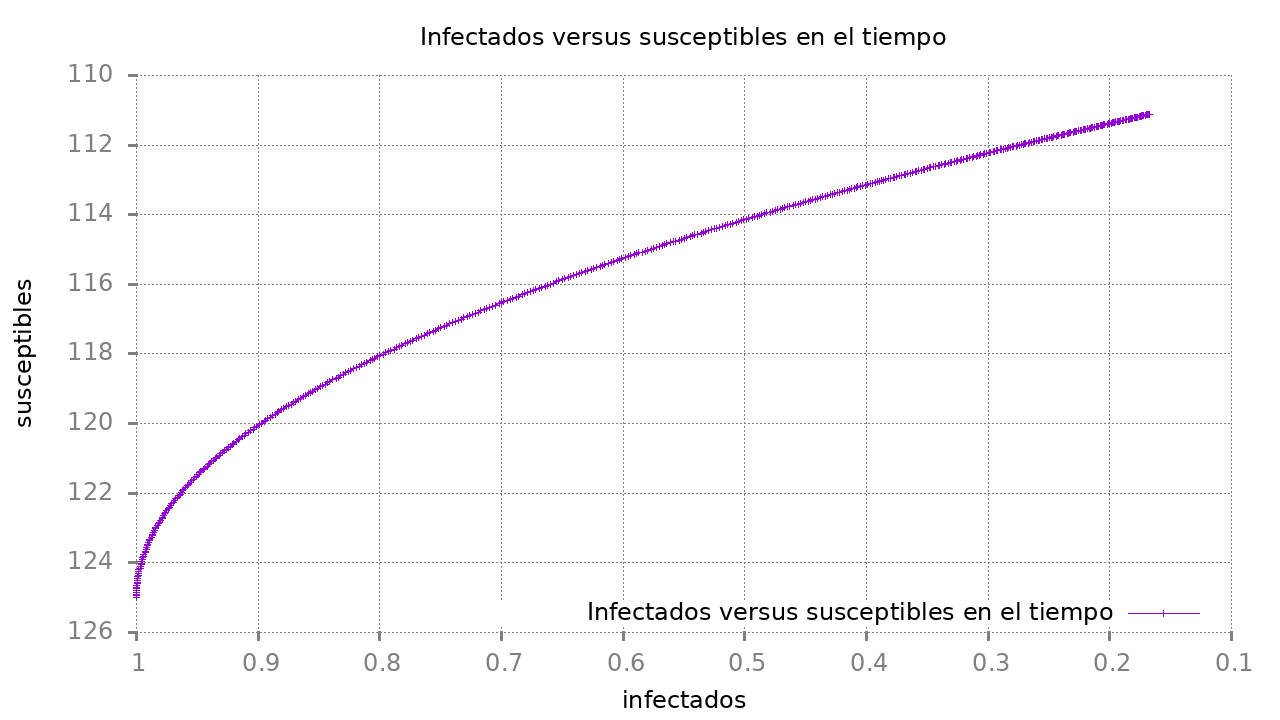 Infectados versus susceptibles en el tiempo
110
112
114
116
118
120
122
124
126
susceptibles
Infectados versus susceptibles en el tiempo
1 0.9 0.8 0.7 0.6 0.5 0.4 0.3 0.2 0.1
infectados